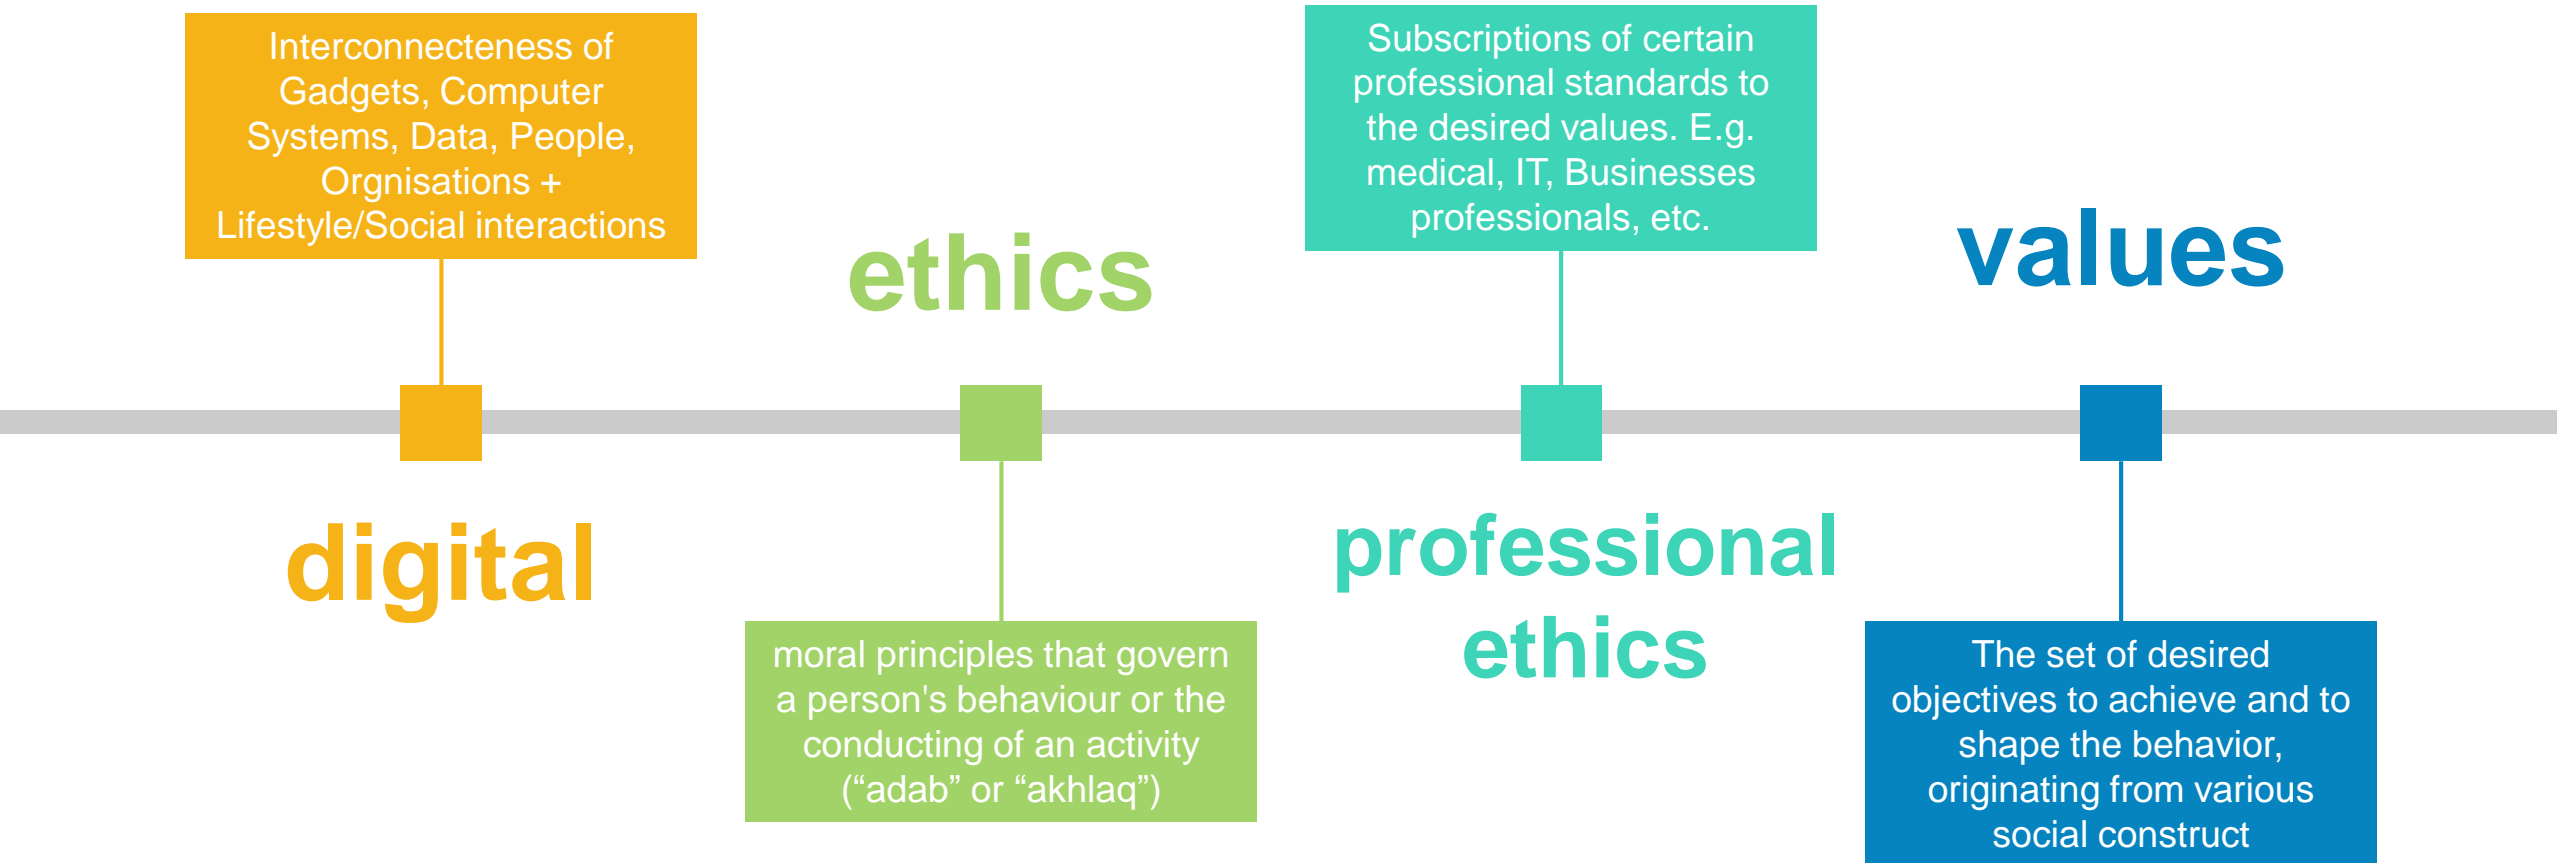 Interconnecteness of
Gadgets, Computer
Systems, Data, People,
Orgnisations +
Lifestyle/Social interactions
digital
ethics
moral principles that govern
a person's behaviour or the
conducting of an activity
(“adab” or “akhlaq”)
Subscriptions of certain
professional standards to
the desired values. E.g.
medical, IT, Businesses
professionals, etc.
professional
ethics
values
The set of desired
objectives to achieve and to
shape the behavior,
originating from various
social construct